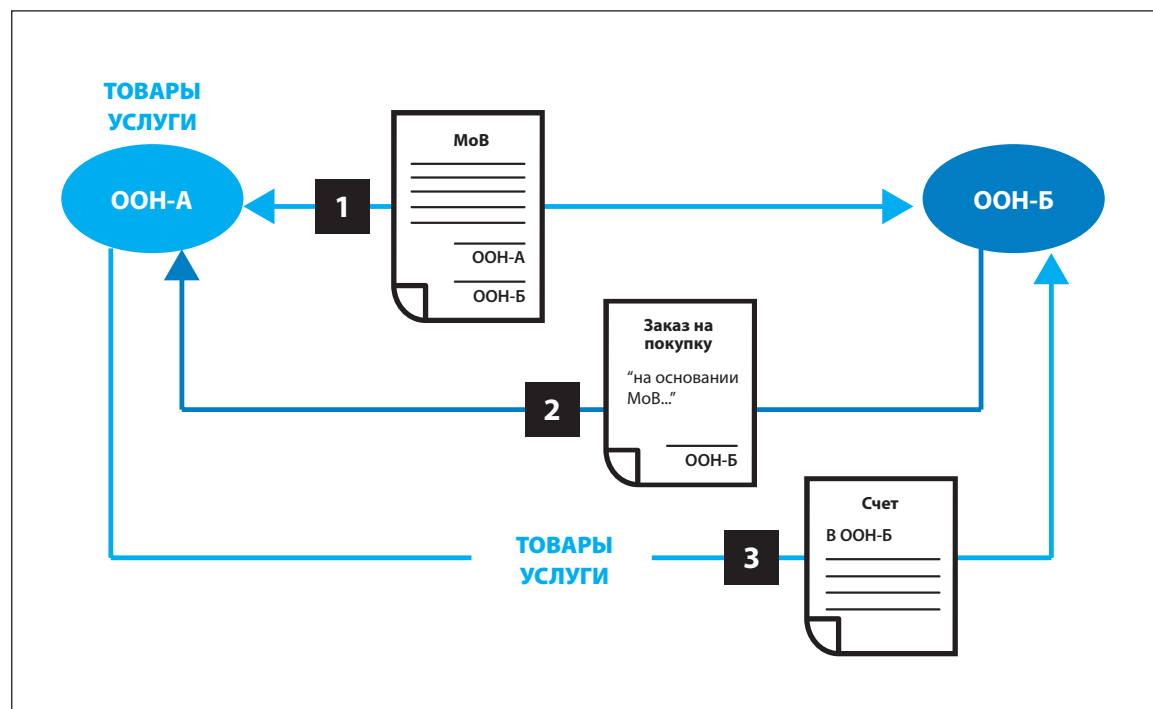 ТОВАРЫ
УСЛУГИ
ООН-А
1
МоВ
ООН-А
ООН-Б
ООН-Б
2
Заказ на
покупку
“на основании
МоВ...”
ООН-Б
ТОВАРЫ
УСЛУГИ
3
Счет
В ООН-Б